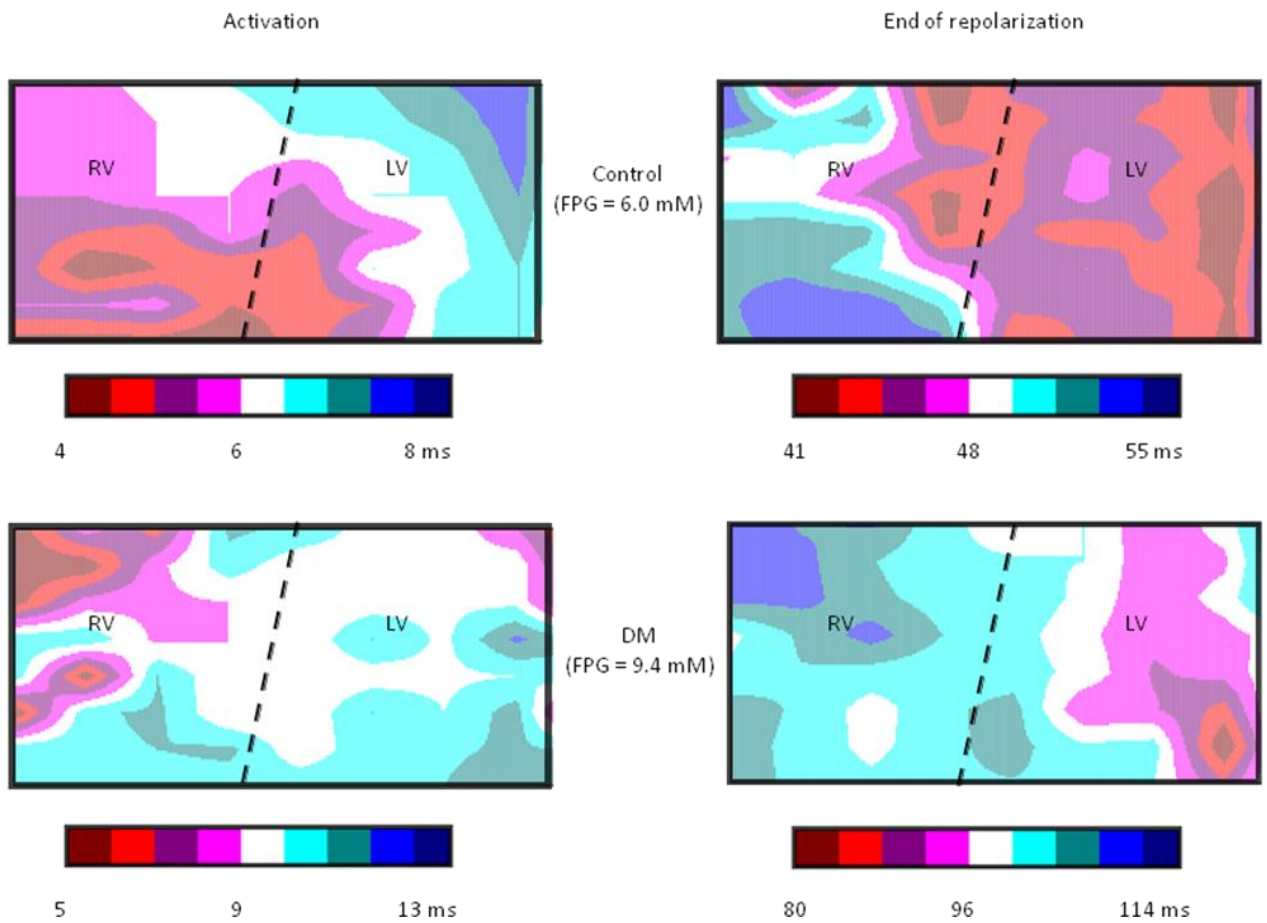 Activation
End of repolarization
RV
LV
Control
(FPG = 6.0 mM)
RV
LV
4 6 8 ms
41 48 55 ms
RV
LV
DM
(FPG = 9.4 mM)
RV
LV
5 9 13 ms
80 96 114 ms